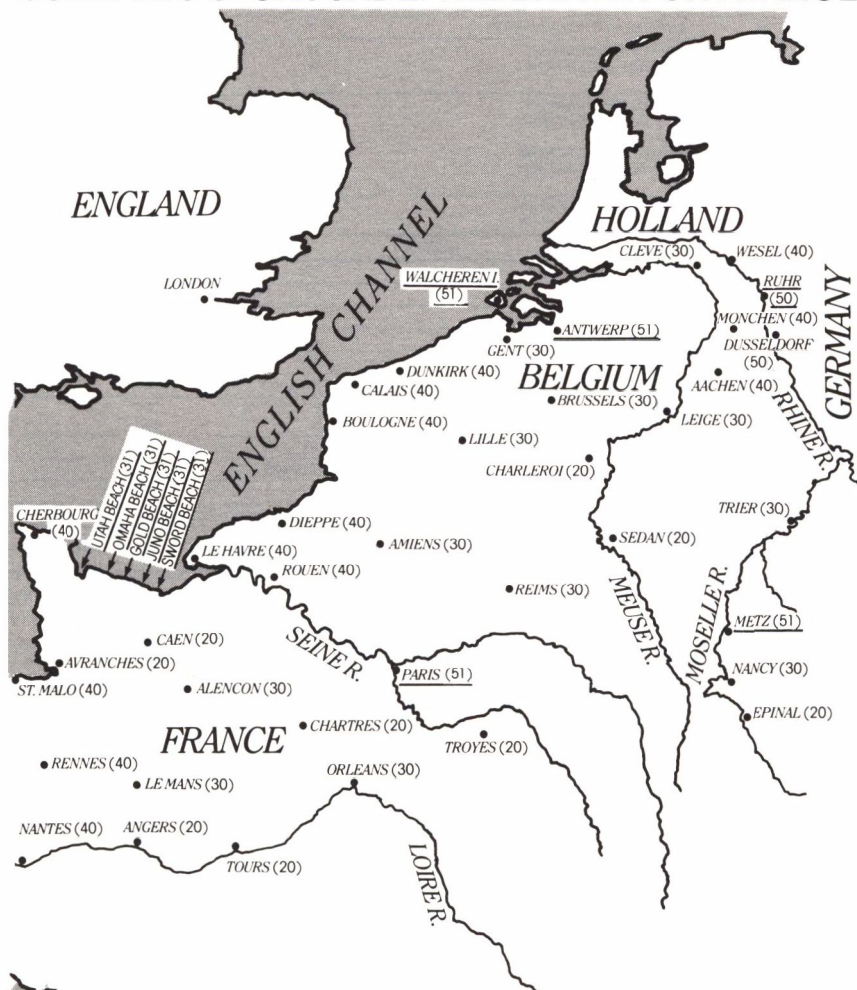 ENGLAND
HOLLAND
CLEVE (30)
WESEL (40)
LONDON
WALCHEREN I.
(51)
RUHR
(50)
ENGLISH CHANNEL
GERMANY
ANTWERP (51)
MONCHEN (40)
GENT (30)
DUSSELDORF
(50)
DUNKIRK (40)
BELGIUM
AACHEN (40)
CALAIS (40)
BRUSSELS (30)
RHINE R.
BOULOGNE (40)
LEIGE (30)
LILLE (30)
CHARLEROI (20)
UTAH BEACH (31)
OMAHA BEACH (31)
GOLD BEACH (31)
JUNO BEACH (31)
SWORD BEACH (31)
CHERBOURG
(40)
DIEPPE (40)
TRIER (30)
LE HAVRE (40)
AMIENS (30)
SEDAN (20)
ROUEN (40)
REIMS (30)
MEUSE R.
MOSELLE R.
METZ (51)
CAEN (20)
SEINE R.
AVRANCHES (20)
PARIS (51)
NANCY (30)
ST. MALO (40)
ALENCON (30)
EPINAL (20)
CHARTRES (20)
FRANCE
TROYES (20)
RENNES (40)
ORLEANS (30)
LE MANS (30)
NANTES (40)
ANGERS (20)
TOURS (20)
LOIRE R.